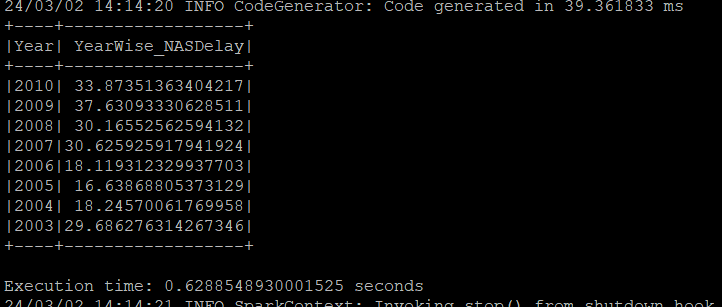 24/03/02 14:14:20 INFO CodeGenerator: Code generated in 39.361833 ms
+----+------------------+
|Year| YearWise_NASDelay|
+----+------------------+
|2010| 33.87351363404217|
|2009| 37.63093330628511|
|2008| 30.16552562594132|
|2007|30.625925917941924|
|2006|18.119312329937703|
|2005| 16.63868805373129|
|2004| 18.24570061769958|
|2003|29.686276314267346|
+----+------------------+
Execution time: 0.6288548930001525 seconds
24/03/02 14:14:21 INFO SparkContext: Invoking stop() from shutdown hook